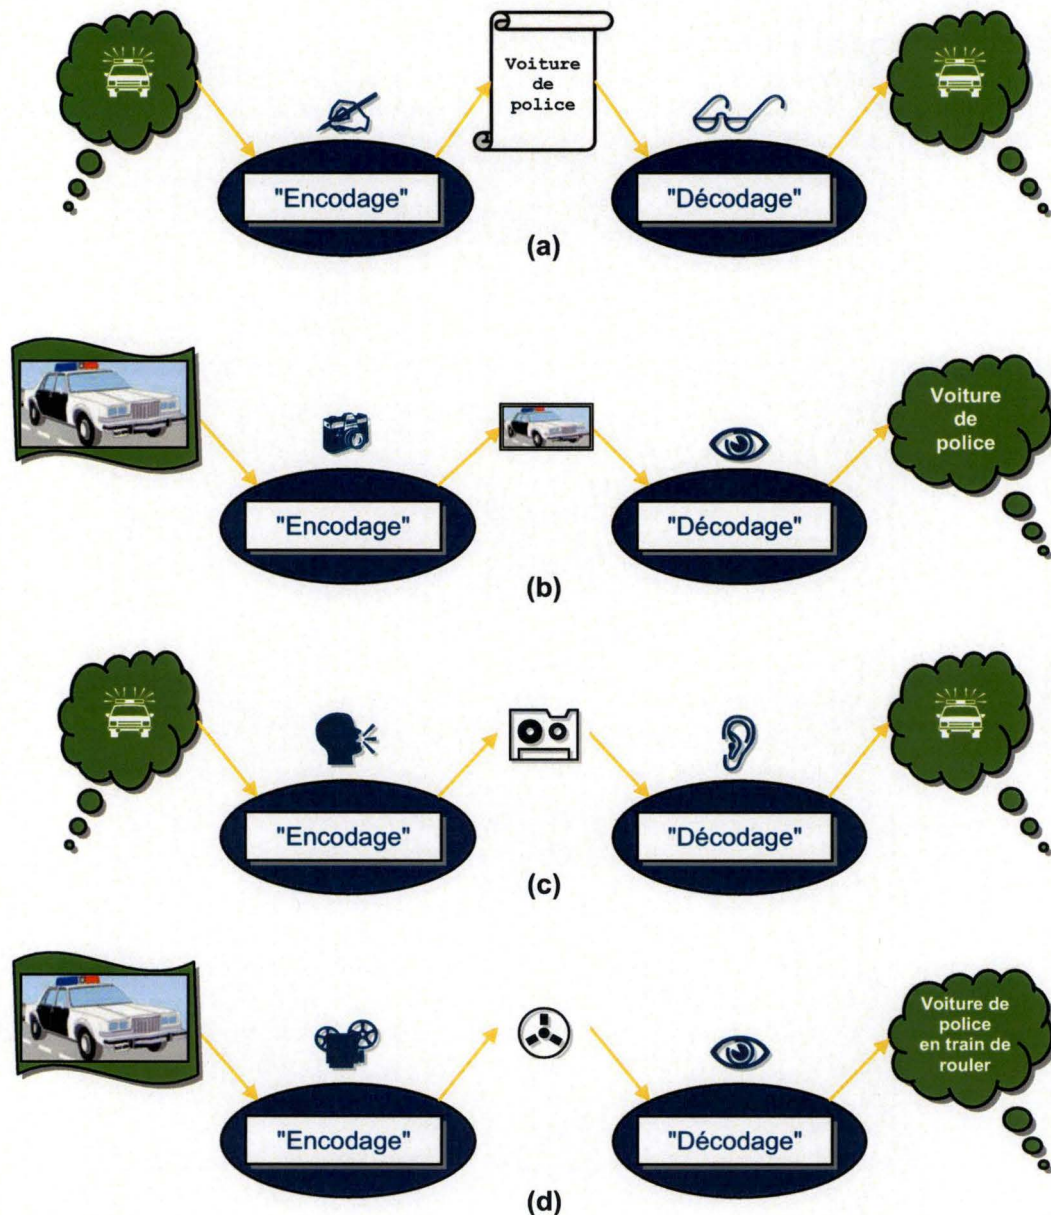 Voiture
de
police
"Encodage"
"Décodage"
(a)
Voiture
de
police
"Encodage"
"Décodage"
(b)
"Encodage"
"Décodage"
(c)
Voiture de
police
en train de
rouler
"Encodage"
"Décodage"
(d)